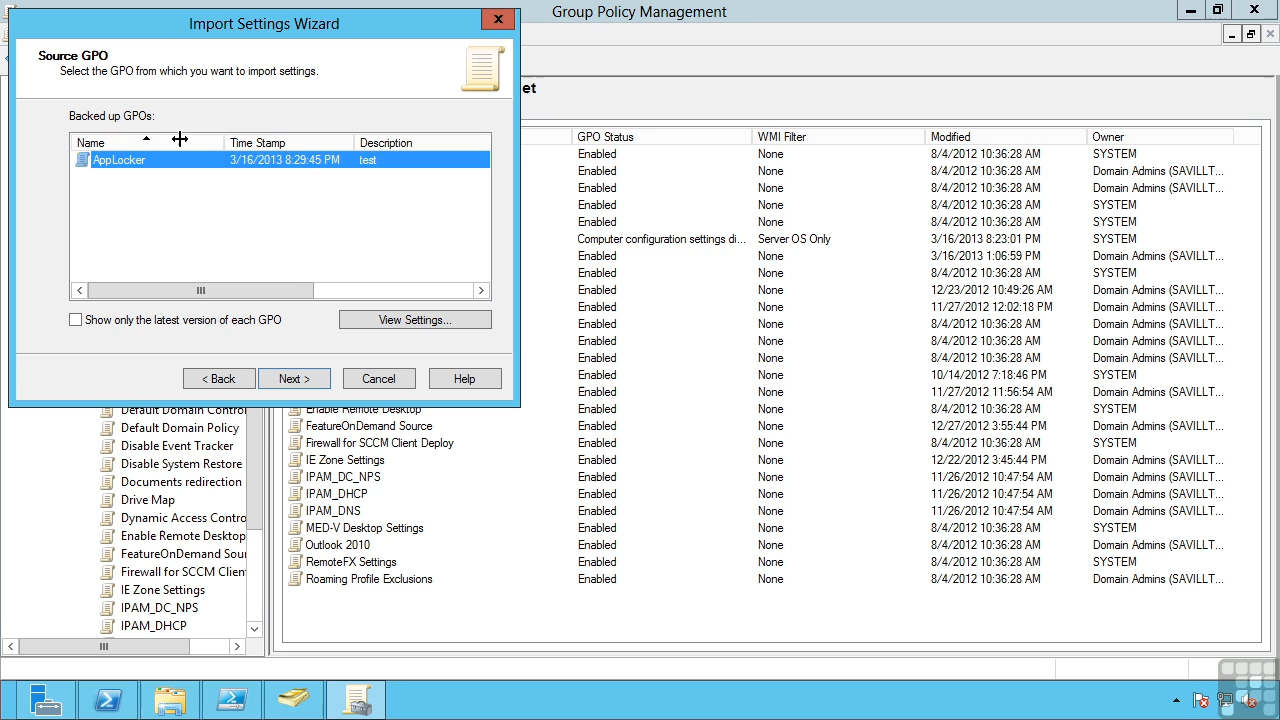 Import Settings Wizard
Group Policy Management
Source GPO
Select the GPO from which you want to import settings.
Backed up GPOs:
Name Time Stamp Description
AppLocker 3/16/2013 8:29:45 PM test
Show only the latest version of each GPO
View Settings...
< Back Next > Cancel Help
et
GPO Status WMI Filter Modified Owner
Enabled None 8/4/2012 10:36:28 AM SYSTEM
Enabled None 8/4/2012 10:36:28 AM Domain Admins (SAVILLT...
Enabled None 8/4/2012 10:36:28 AM Domain Admins (SAVILLT...
Enabled None 8/4/2012 10:36:28 AM SYSTEM
Enabled None 8/4/2012 10:36:28 AM SYSTEM
Computer configuration settings di... Server OS Only 3/16/2013 8:23:01 PM SYSTEM
Enabled None 3/16/2013 1:06:59 PM Domain Admins (SAVILLT...
Enabled None 8/4/2012 10:36:28 AM SYSTEM
Enabled None 12/23/2012 10:49:26 AM Domain Admins (SAVILLT...
Enabled None 11/27/2012 12:02:18 PM Domain Admins (SAVILLT...
Enabled None 8/4/2012 10:36:28 AM Domain Admins (SAVILLT...
Enabled None 8/4/2012 10:36:28 AM Domain Admins (SAVILLT...
Enabled None 8/4/2012 10:36:28 AM Domain Admins (SAVILLT...
Enabled None 10/14/2012 7:18:46 PM SYSTEM
Enabled None 11/27/2012 11:56:54 AM Domain Admins (SAVILLT...
Enable Remote Desktop Enabled None 8/4/2012 10:36:28 AM SYSTEM
FeatureOnDemand Source Enabled None 12/27/2012 3:55:44 PM Domain Admins (SAVILLT...
Firewall for SCCM Client Deploy Enabled None 8/4/2012 10:36:28 AM SYSTEM
IE Zone Settings Enabled None 12/22/2012 3:45:44 PM Domain Admins (SAVILLT...
IPAM_DC_NPS Enabled None 11/26/2012 10:47:54 AM Domain Admins (SAVILLT...
IPAM_DHCP Enabled None 11/26/2012 10:47:54 AM Domain Admins (SAVILLT...
IPAM_DNS Enabled None 11/26/2012 10:47:54 AM Domain Admins (SAVILLT...
MED-V Desktop Settings Enabled None 8/4/2012 10:36:28 AM SYSTEM
Outlook 2010 Enabled None 8/4/2012 10:36:28 AM Domain Admins (SAVILLT...
RemoteFX Settings Enabled None 8/4/2012 10:36:28 AM SYSTEM
Roaming Profile Exclusions Enabled None 8/4/2012 10:36:28 AM Domain Admins (SAVILLT...
Default Domain Control
Default Domain Policy
Disable Event Tracker
Disable System Restore
Documents redirection
Drive Map
Dynamic Access Contro
Enable Remote Desktop
FeatureOnDemand Sour
Firewall for SCCM Client
IE Zone Settings
IPAM_DC_NPS
IPAM_DHCP